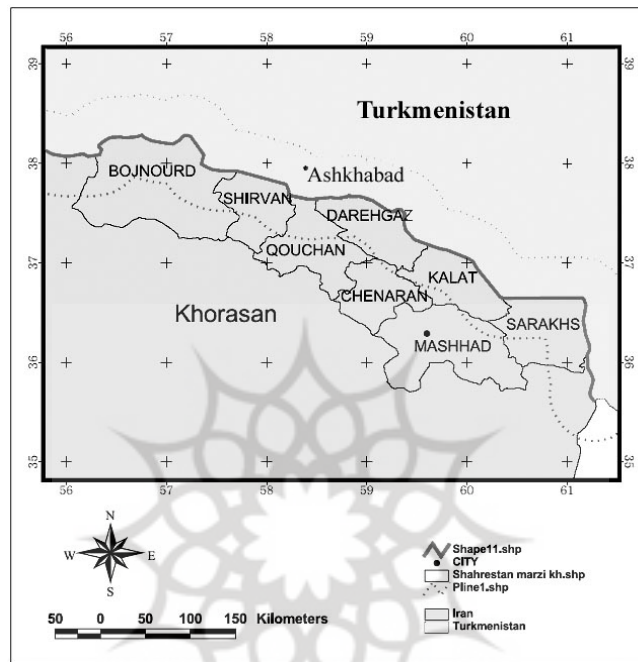 56 57 58 59 60 61
39 39
Turkmenistan
38 38
Ashkhabad
BOJNOURD
SHIRVAN
DAREHGAZ
QOUCHAN
37 37
KALAT
CHENARAN
Khorasan
SARAKHS
MASHHAD
36 36
35 35
56 57 58 59 60 61
N
W E
S
Shape11.shp
CITY
Shahrestan marzi kh.shp
Pline1.shp
Iran
Turkmenistan
50 0 50 100 150 Kilometers